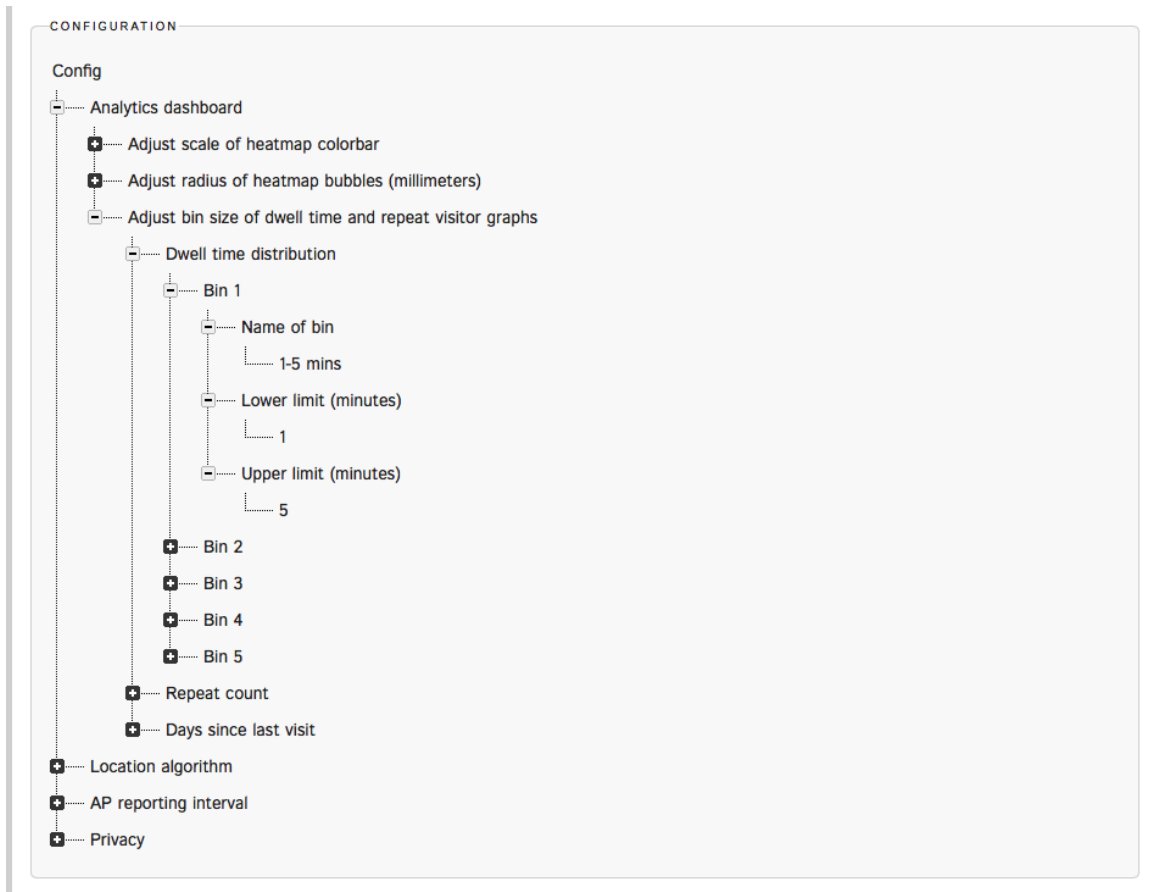 CONFIGURATION
Config
Analytics dashboard
Adjust scale of heatmap colorbar
Adjust radius of heatmap bubbles (millimeters)
Adjust bin size of dwell time and repeat visitor graphs
Dwell time distribution
Bin 1
Name of bin
1-5 mins
Lower limit (minutes)
1
Upper limit (minutes)
5
Bin 2
Bin 3
Bin 4
Bin 5
Repeat count
Days since last visit
Location algorithm
AP reporting interval
Privacy